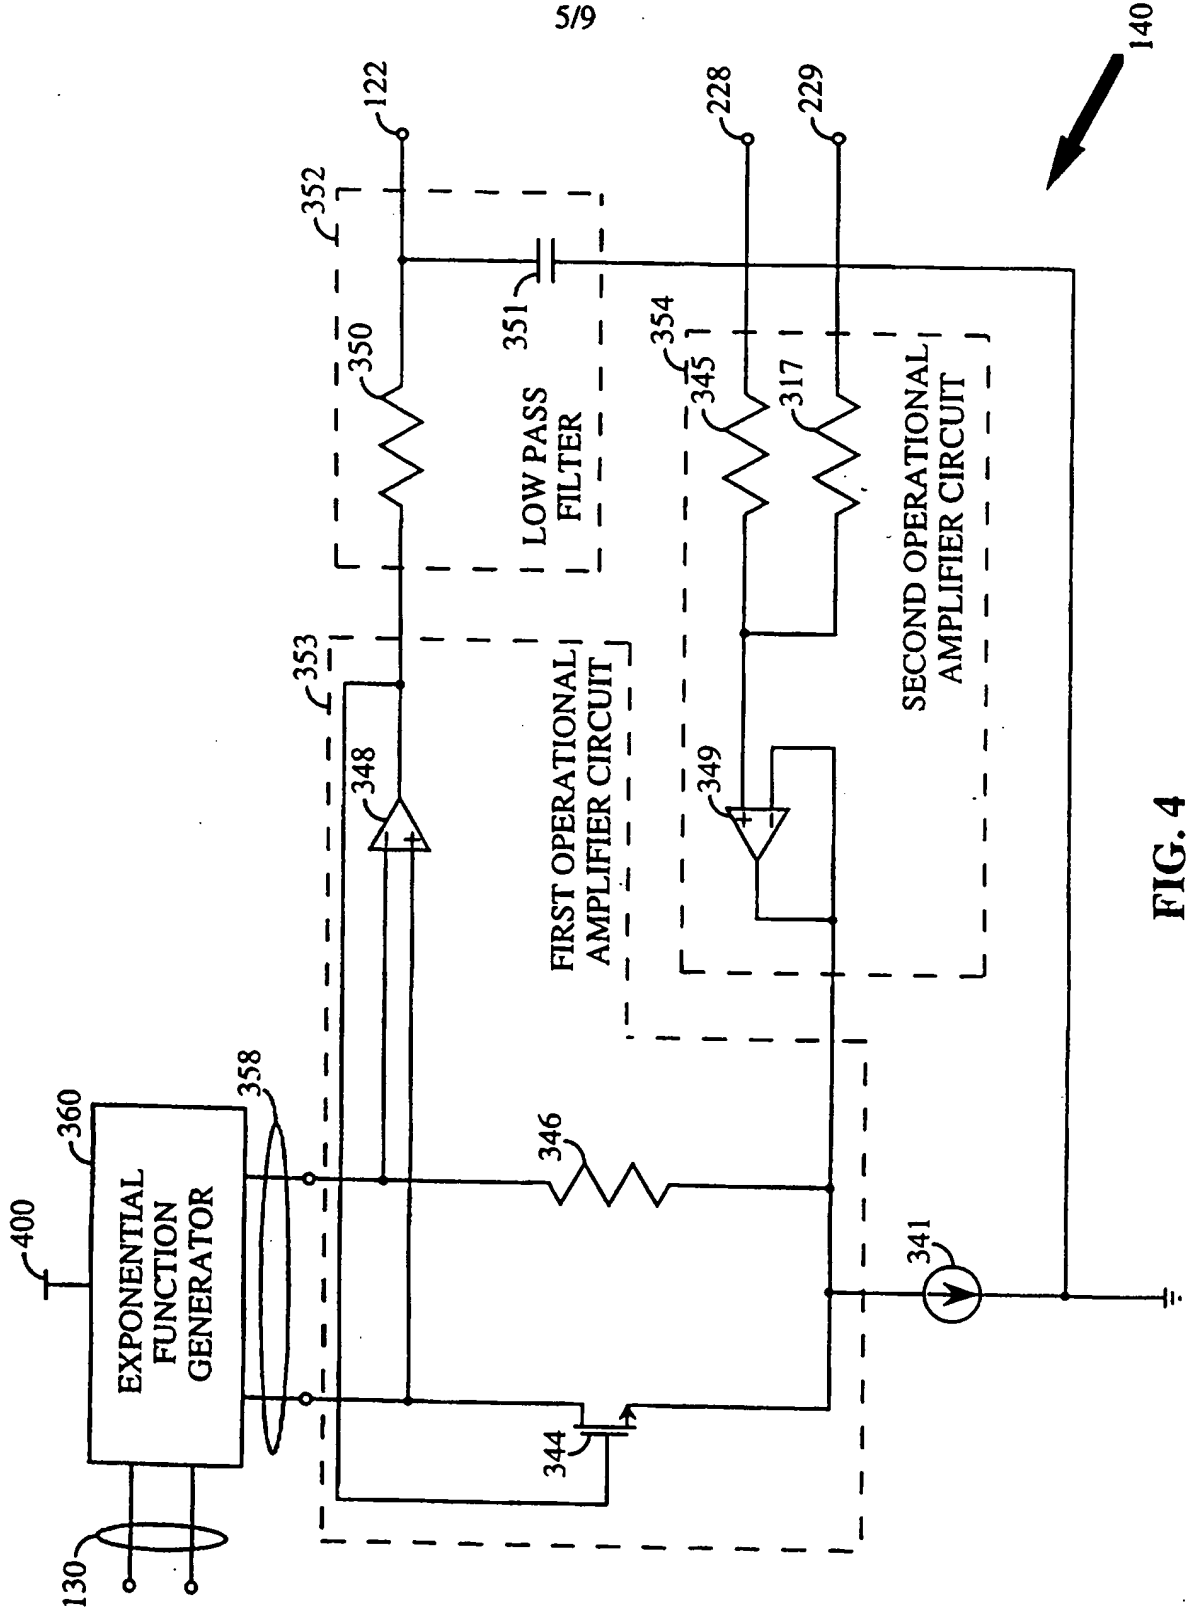 5/9
140
122
228
229
352
350
351
LOW PASS
FILTER
354
345
317
SECOND OPERATIONAL
AMPLIFIER CIRCUIT
353
348
FIRST OPERATIONAL
AMPLIFIER CIRCUIT
349
+
−
−
+
358
360
400
EXPONENTIAL
FUNCTION
GENERATOR
346
341
344
130
FIG. 4